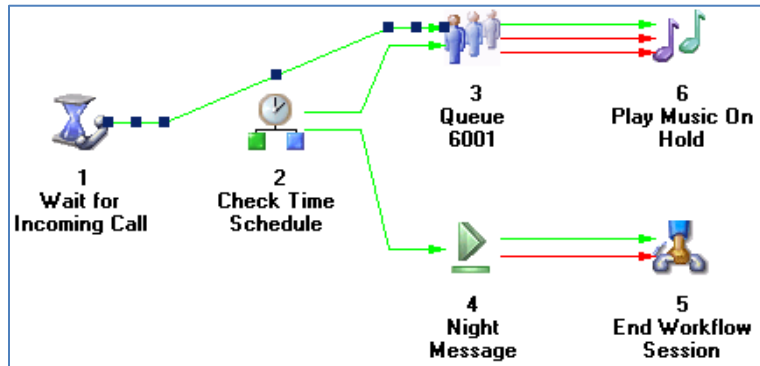 3
Queue
6001
6
Play Music On
Hold
1
Wait for
Incoming Call
2
Check Time
Schedule
4
Night
Message
5
End Workflow
Session